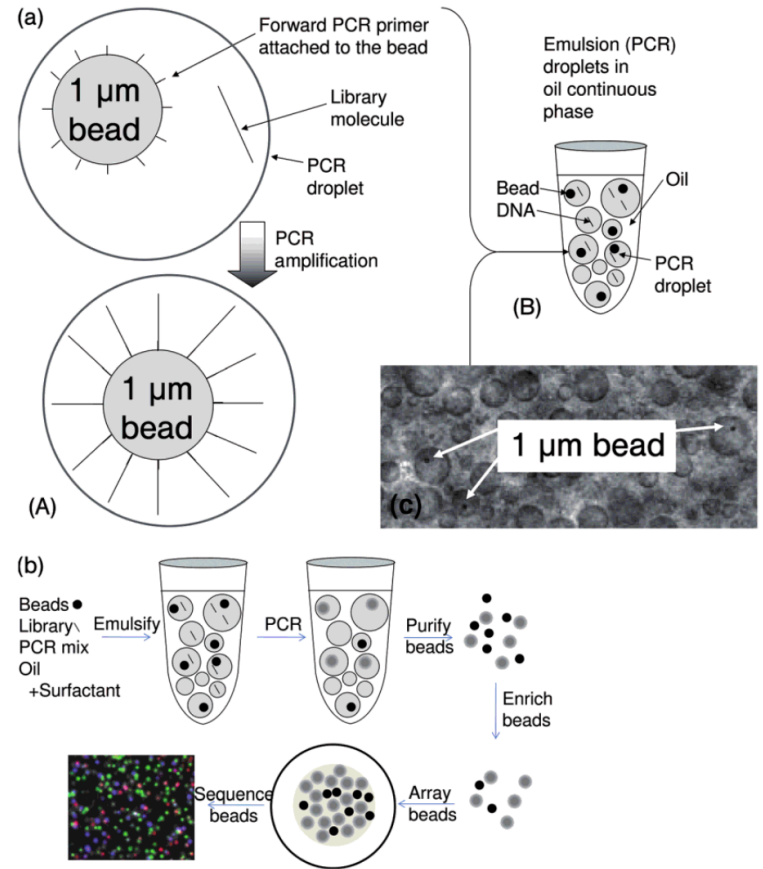 (a)
Forward PCR primer
attached to the bead
1 µm
bead
Library
molecule
PCR
droplet
PCR
amplification
1 µm
bead
(A)
Emulsion (PCR)
droplets in
oil continuous
phase
Bead
Oil
DNA
PCR
droplet
(B)
1 µm bead
(c)
(b)
Beads
Library
PCR mix
Oil
+Surfactant
Emulsify
PCR
Purify
beads
Enrich
beads
Array
beads
Sequence
beads